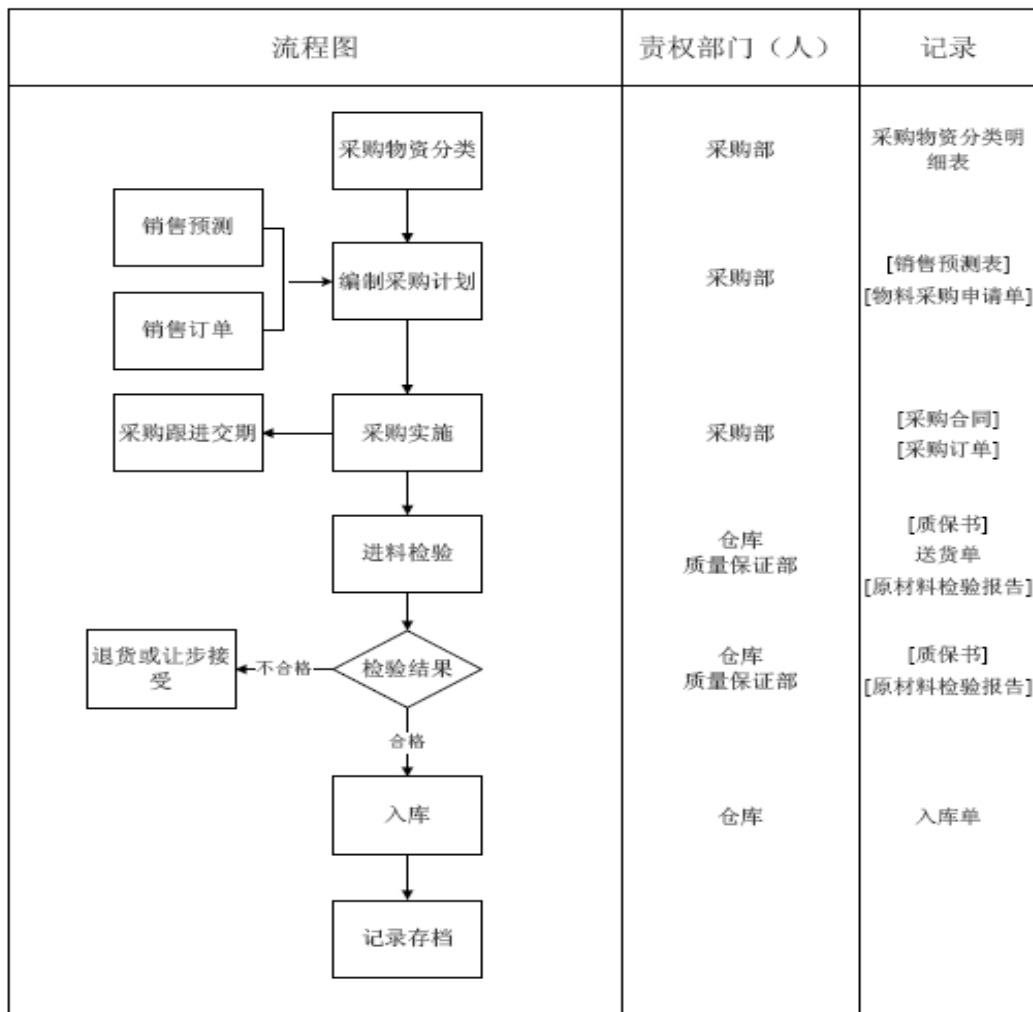 流程图
责权部门（人）
记录
采购物资分类
采购部
采购物资分类明
细表
销售预测
销售订单
编制采购计划
采购部
[销售预测表]
[物料采购申请单]
采购跟进交期
采购实施
采购部
[采购合同]
[采购订单]
进料检验
仓库
质量保证部
[质保书]
送货单
[原材料检验报告]
退货或让步接
受
不合格
检验结果
仓库
质量保证部
[质保书]
[原材料检验报告]
合格
入库
仓库
入库单
记录存档